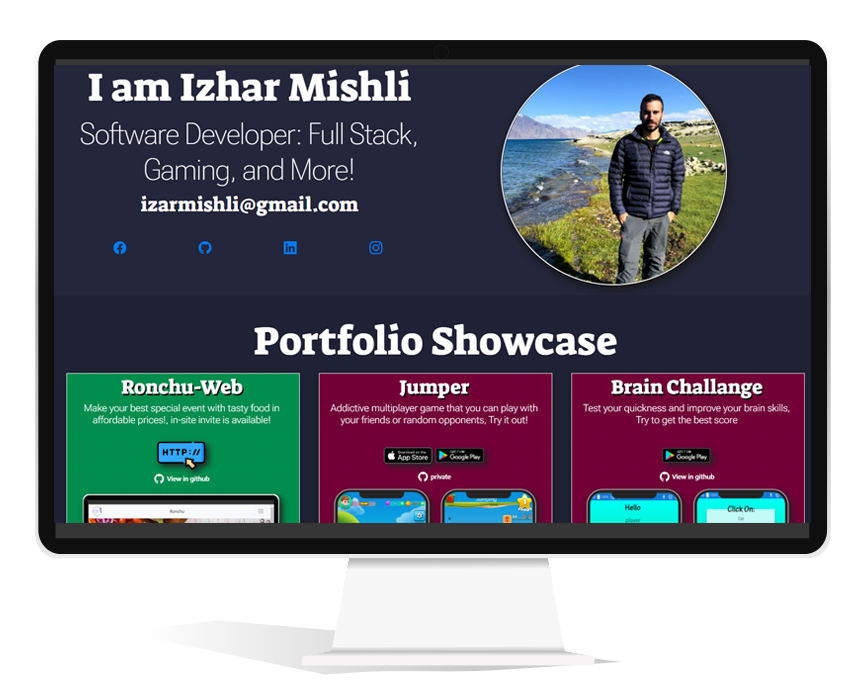 I am Izhar Mishli
Software Developer: Full Stack,
Gaming, and More!
izarmishli@gmail.com
Portfolio Showcase
Ronchu-Web
Make your best special event with tasty food in
affordable prices!, in-site invite is available!
HTTP://
View in github
Ronchu
Jumper
Addictive multiplayer game that you can play with
your friends or random opponents, Try it out!
Download on the
App Store
GET IT ON
Google Play
private
Jumping
Brain Challange
Test your quickness and improve your brain skills,
Try to get the best score
GET IT ON
Google Play
View in github
Hello
player
Click On:
Cat